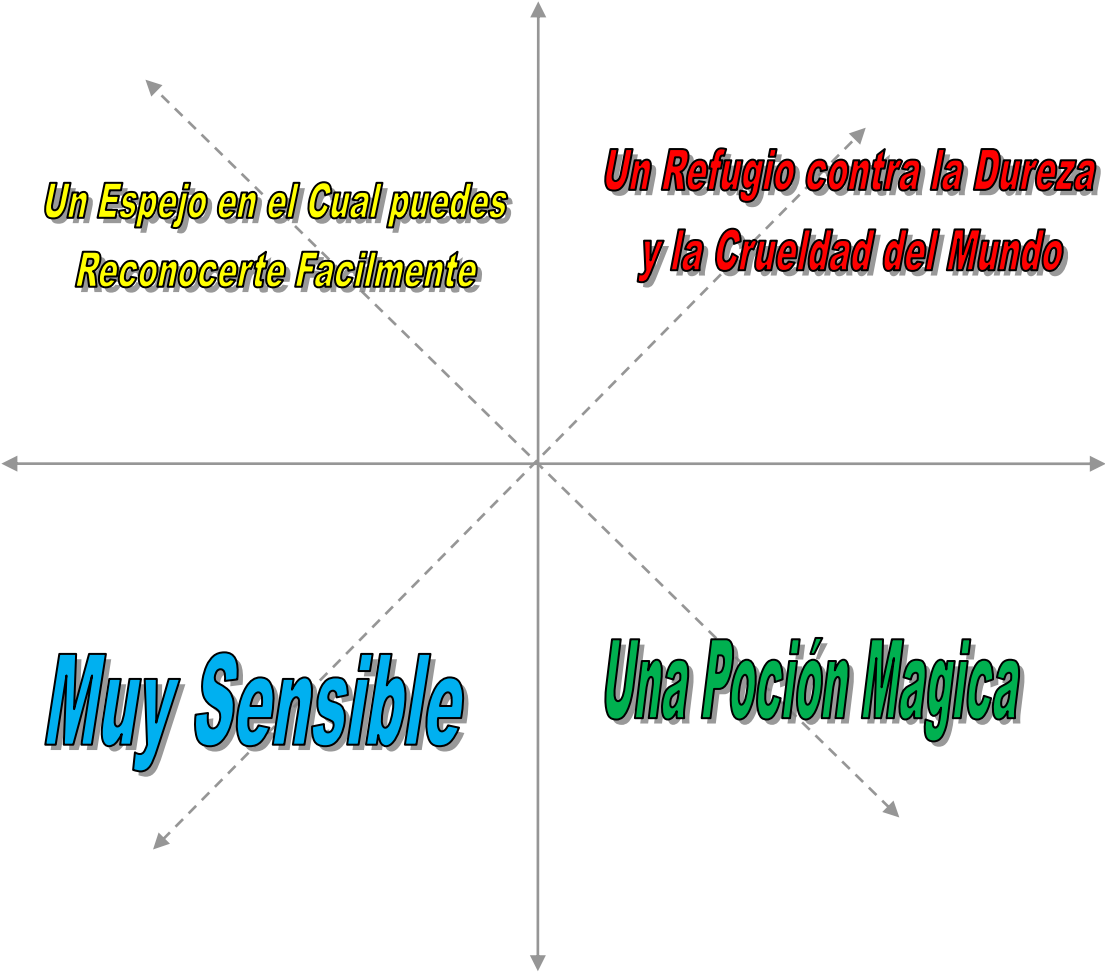 Un Espejo en el Cual puedes
Reconocerte Facilmente
Un Refugio contra la Dureza
y la Crueldad del Mundo
Muy Sensible
Una Poción Magica